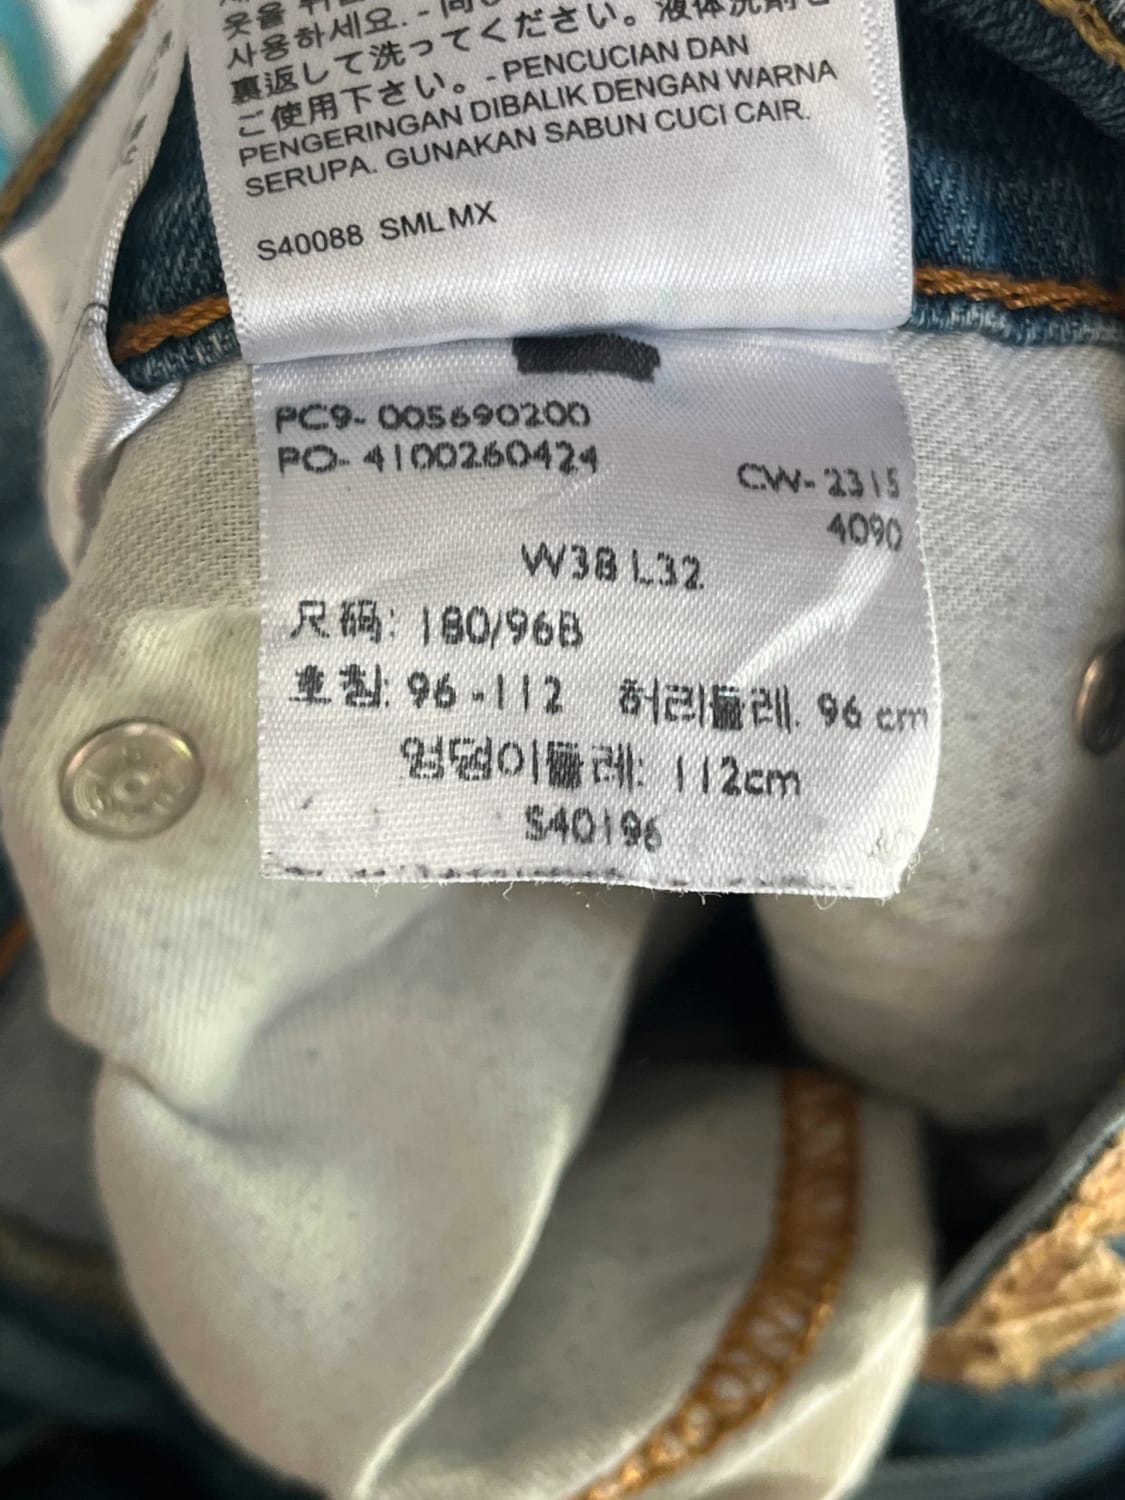 옷을
사용하세요. - 同
裏返して洗ってください。液体洗剤を
ご使用下さい。 - PENCUCIAN DAN
PENGERINGAN DIBALIK DENGAN WARNA
SERUPA. GUNAKAN SABUN CUCI CAIR.
S40088 SML MX
PC9- 005690200
PO- 4100260424
CW- 2315
4090
W38 L32
尺码: 180/96B
호칭: 96 -112 허리둘레: 96 cm
엉덩이둘레: 112cm
S40196